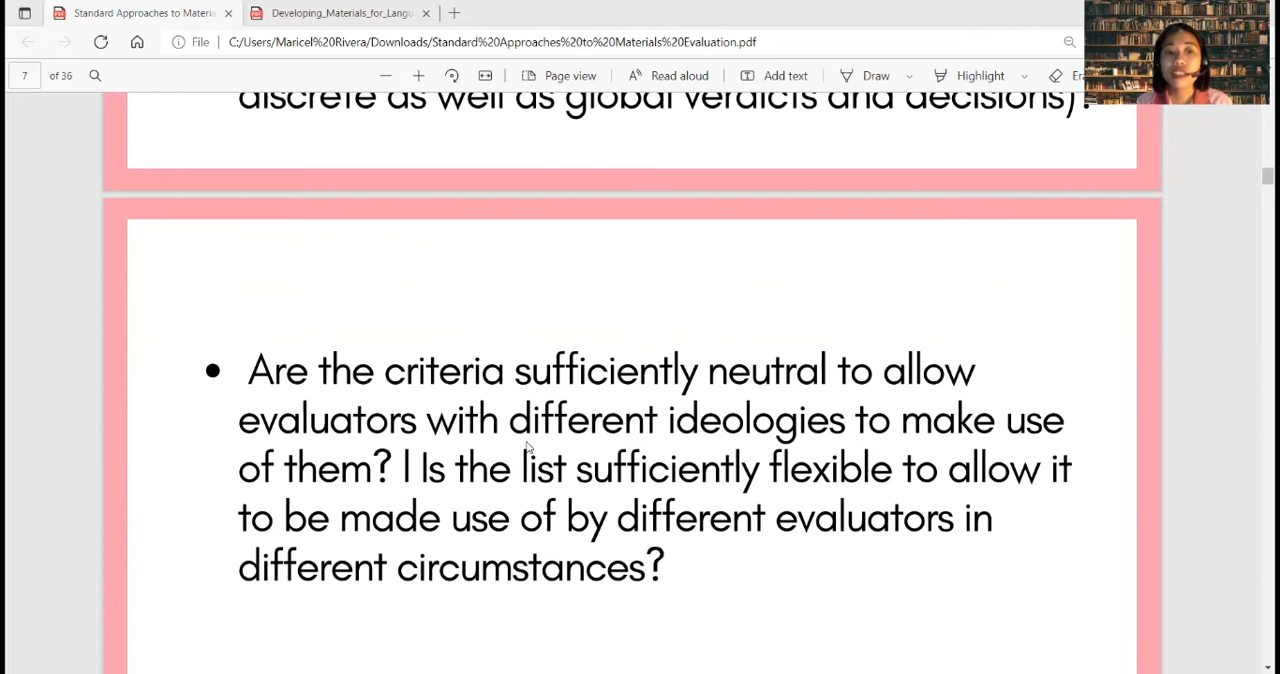 Standard Approaches to Materia
Developing_Materials_for_Langu
File
C:/Users/Maricel%20Rivera/Downloads/Standard%20Approaches%20to%20Materials%20Evaluation.pdf
7 of 36
Page view
Read aloud
Add text
Draw
Highlight
discrete as well as global verdicts and decisions)?
• Are the criteria sufficiently neutral to allow
evaluators with different ideologies to make use
of them? l Is the list sufficiently flexible to allow it
to be made use of by different evaluators in
different circumstances?